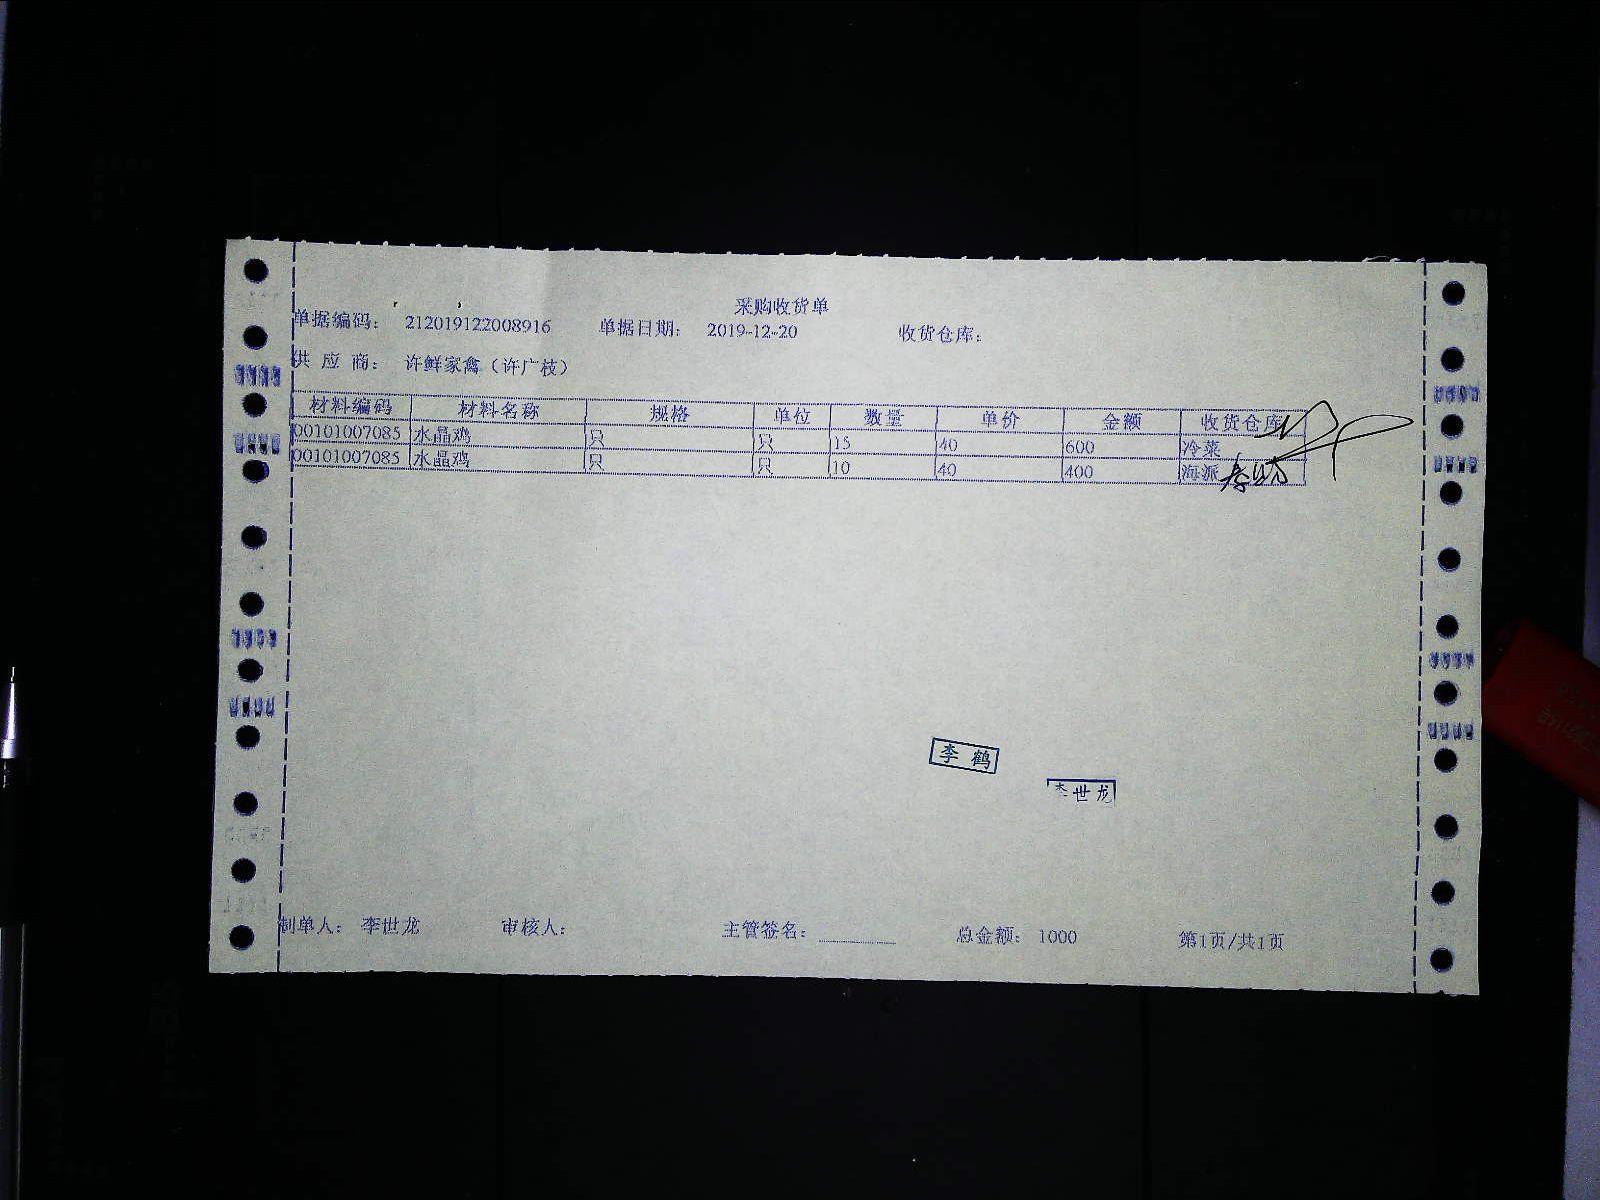 采购收货单
单据编码： 212019122008916 单据日期： 2019-12-20 收货仓库：
供 应 商： 许鲜家禽（许广枝）
材料编码 材料名称 规格 单位 数量 单价 金额 收货仓库
00101007085 水晶鸡 只 只 15 40 600 冷菜
00101007085 水晶鸡 只 只 10 40 400 海派
李 鹤
李世龙
制单人： 李世龙 审核人： 主管签名： 总金额： 1000 第1页/共1页